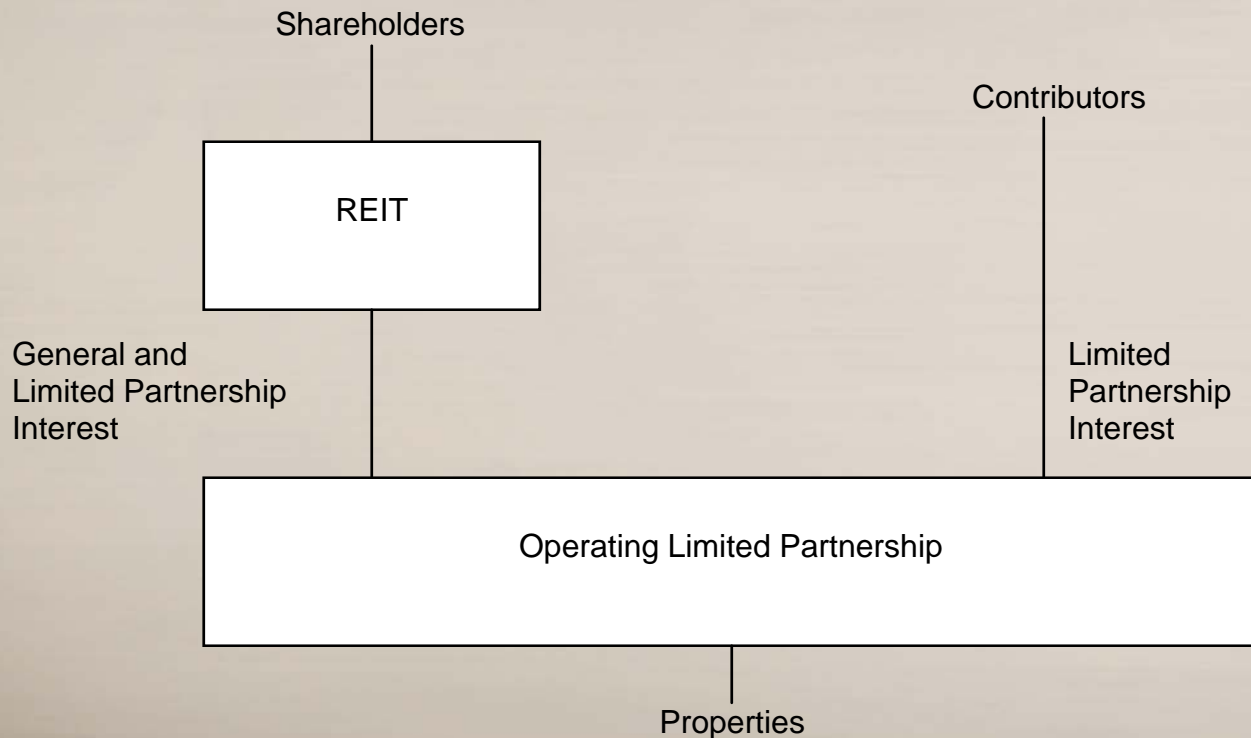 Shareholders
Contributors
REIT
General and
Limited Partnership
Interest
Limited
Partnership
Interest
Operating Limited Partnership
Properties